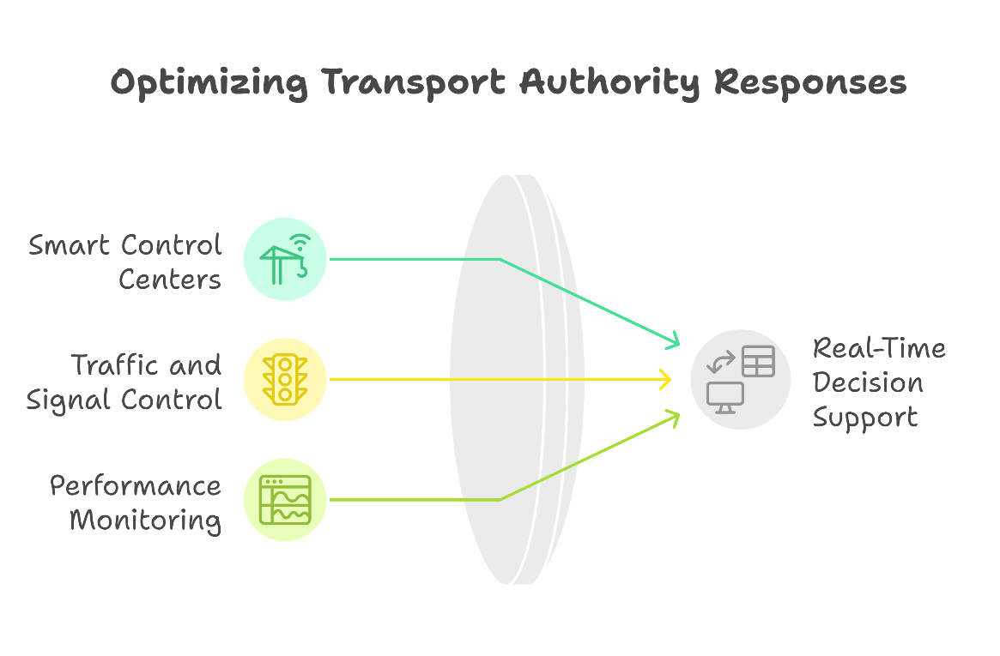 Optimizing Transport Authority Responses
Smart Control
Centers
Traffic and
Signal Control
Performance
Monitoring
Real-Time
Decision
Support